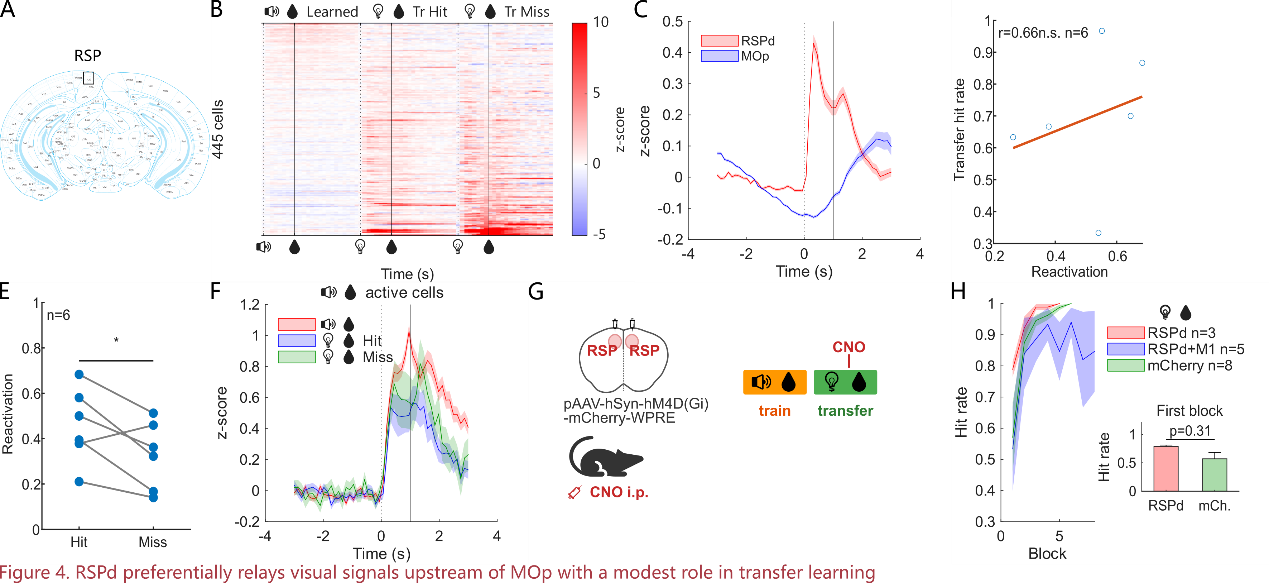 A
RSP
B
Learned
Tr Hit
Tr Miss
445 cells
Time (s)
10
5
0
-5
z-score
C
0.5
0.4
0.3
0.2
0.1
0
-0.1
-0.2
z-score
RSPd
MOp
-4
-2
0
2
4
Time (s)
1
0.9
0.8
0.7
0.6
0.5
0.4
0.3
Transfer hit rate
r=0.66n.s. n=6
0.2
0.4
0.6
Reactivation
E
1
0.8
0.6
0.4
0.2
0
Reactivation
n=6
*
Hit
Miss
F
active cells
1.2
1
0.8
0.6
0.4
0.2
0
-0.2
z-score
Hit
Miss
-4
-2
0
2
4
Time (s)
G
RSP RSP
pAAV-hSyn-hM4D(Gi)
-mCherry-WPRE
CNO i.p.
CNO
train
transfer
H
1
0.9
0.8
0.7
0.6
0.5
0.4
0.3
Hit rate
0
5
Block
RSPd n=3
RSPd+M1 n=5
mCherry n=8
First block
p=0.31
1
0.5
0
Hit rate
RSPd
mCh.
Figure 4. RSPd preferentially relays visual signals upstream of MOp with a modest role in transfer learning